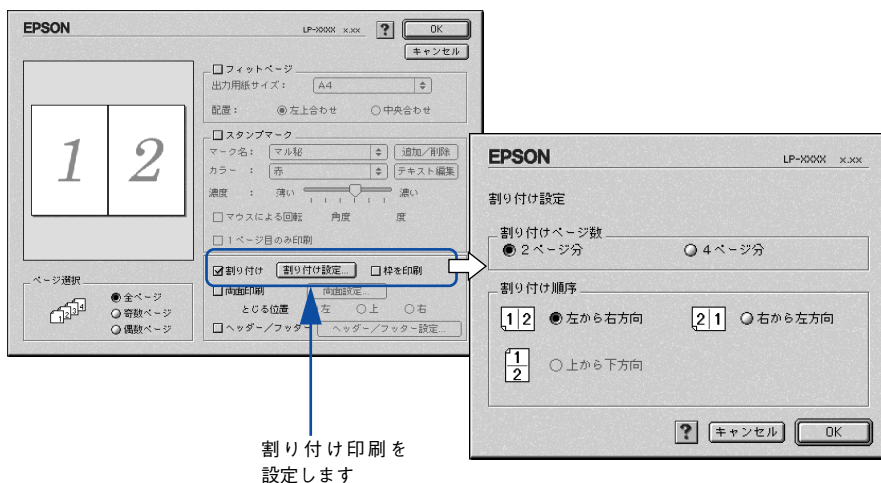 EPSON
LP-XXXX x.xx
?
OK
キャンセル
フィットページ
出力用紙サイズ： A4
配置： 左上合わせ 中央合わせ
スタンプマーク
マーク名： マル秘 追加／削除
カラー ： 赤 テキスト編集
濃度 ： 薄い 濃い
マウスによる回転 角度 度
1ページ目のみ印刷
割り付け 割り付け設定... 枠を印刷
両面印刷 両面設定...
とじる位置 左 上 右
ヘッダー／フッター ヘッダー／フッター設定...
1 2
ページ選択
1 2 3 4
全ページ
奇数ページ
偶数ページ
割り付け印刷を
設定します
EPSON
LP-XXXX x.xx
割り付け設定
割り付けページ数
2ページ分 4ページ分
割り付け順序
1 2 左から右方向 2 1 右から左方向
1
2
上から下方向
? キャンセル OK